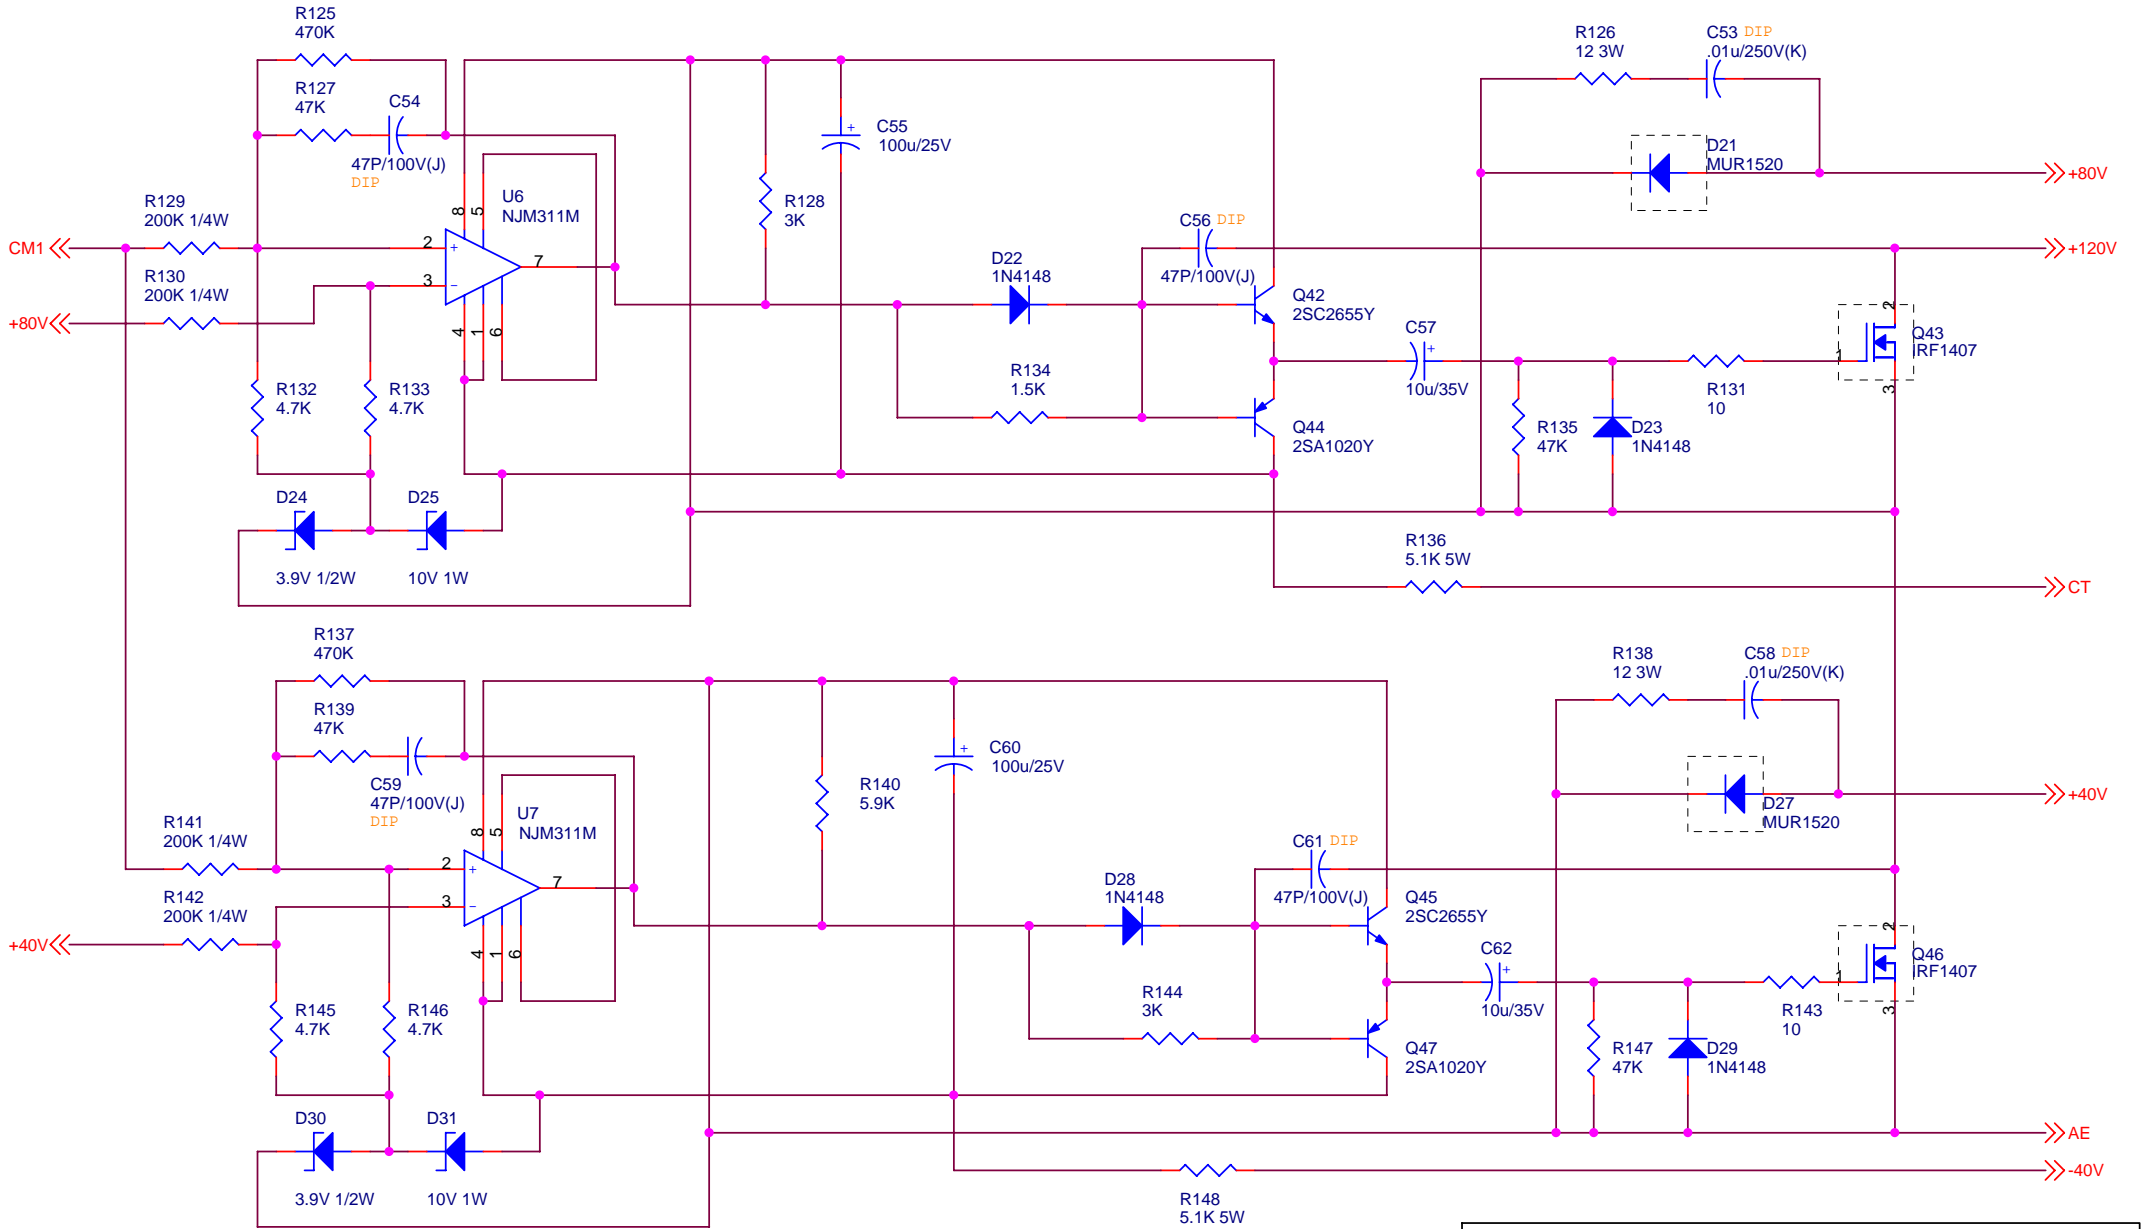 R125
470K
R127
47K
C54
47P/100V(J)
DIP
R129
200K 1/4W
CM1
R130
200K 1/4W
+80V
R132
4.7K
R133
4.7K
U6
NJM311M
8
5
2
+
3
−
7
4
1
6
D24
3.9V 1/2W
D25
10V 1W
R128
3K
C55
100u/25V
D22
1N4148
R134
1.5K
C56 DIP
47P/100V(J)
Q42
2SC2655Y
Q44
2SA1020Y
C57
+
10u/35V
R135
47K
D23
1N4148
R131
10
R126
12 3W
C53 DIP
.01u/250V(K)
D21
MUR1520
+80V
+120V
2
1
3
Q43
IRF1407
R136
5.1K 5W
CT
R137
470K
R139
47K
C59
47P/100V(J)
DIP
R141
200K 1/4W
R142
200K 1/4W
+40V
R145
4.7K
R146
4.7K
U7
NJM311M
8
5
2
+
3
−
7
4
1
6
D30
3.9V 1/2W
D31
10V 1W
R140
5.9K
C60
+
100u/25V
D28
1N4148
R144
3K
C61 DIP
47P/100V(J)
Q45
2SC2655Y
Q47
2SA1020Y
C62
+
10u/35V
R147
47K
D29
1N4148
R143
10
R138
12 3W
C58 DIP
.01u/250V(K)
D27
MUR1520
+40V
2
1
3
Q46
IRF1407
AE
-40V
R148
5.1K 5W